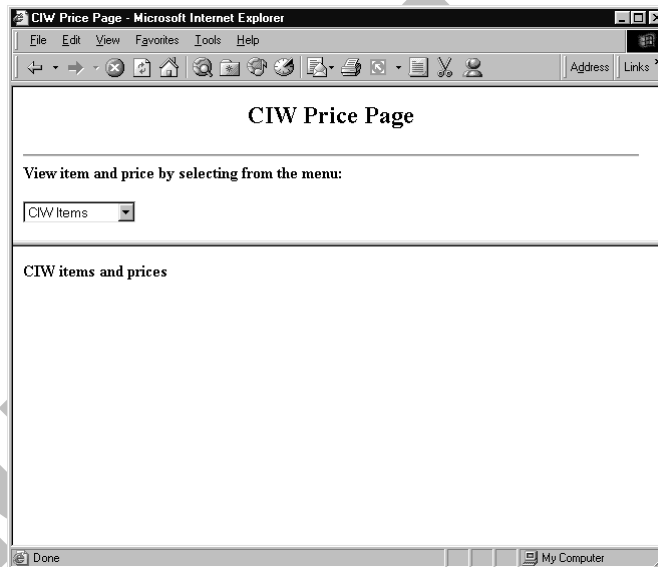 CIW Price Page - Microsoft Internet Explorer
File Edit View Favorites Tools Help
Address Links
CIW Price Page
View item and price by selecting from the menu:
CIW Items
CIW items and prices
Done My Computer